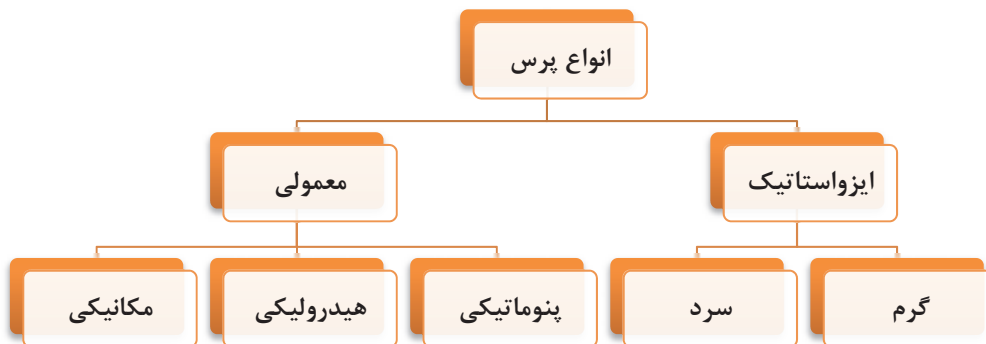 انواع پرس
ایزواستاتیک
معمولی
گرم
سرد
پنوماتیکی
هیدرولیکی
مکانیکی